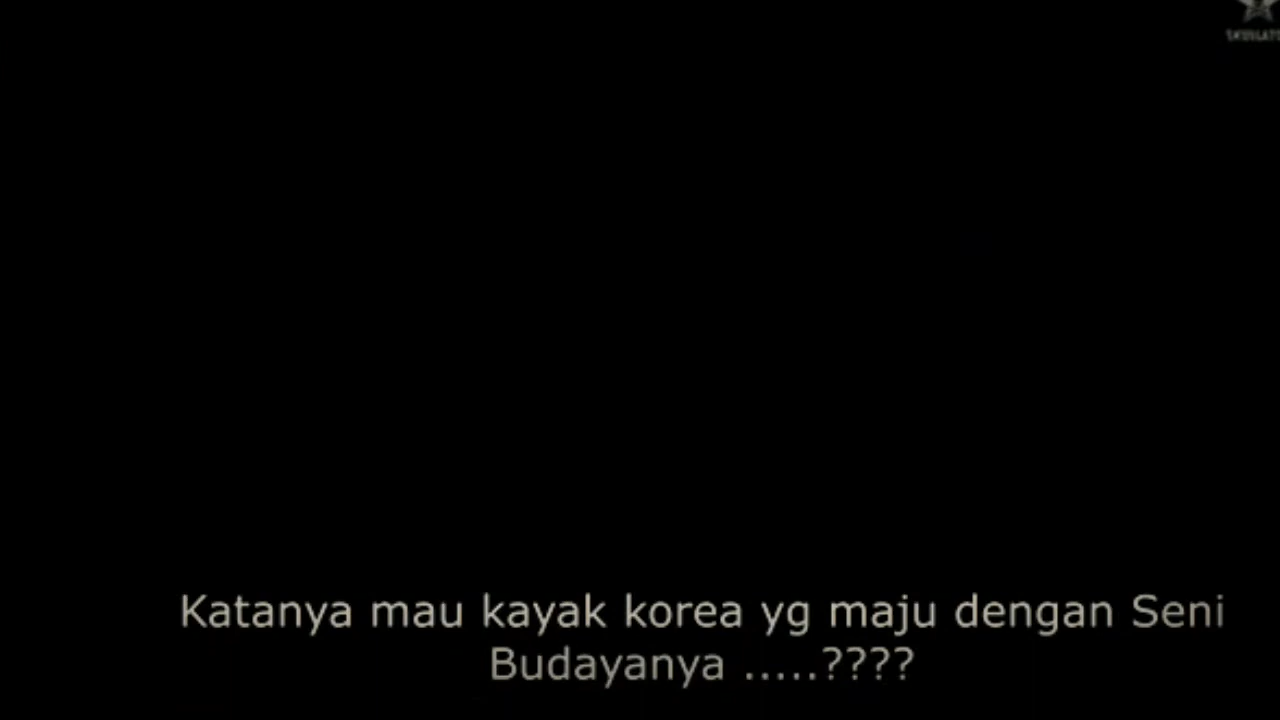 Katanya mau kayak korea yg maju dengan Seni
Budayanya .....????